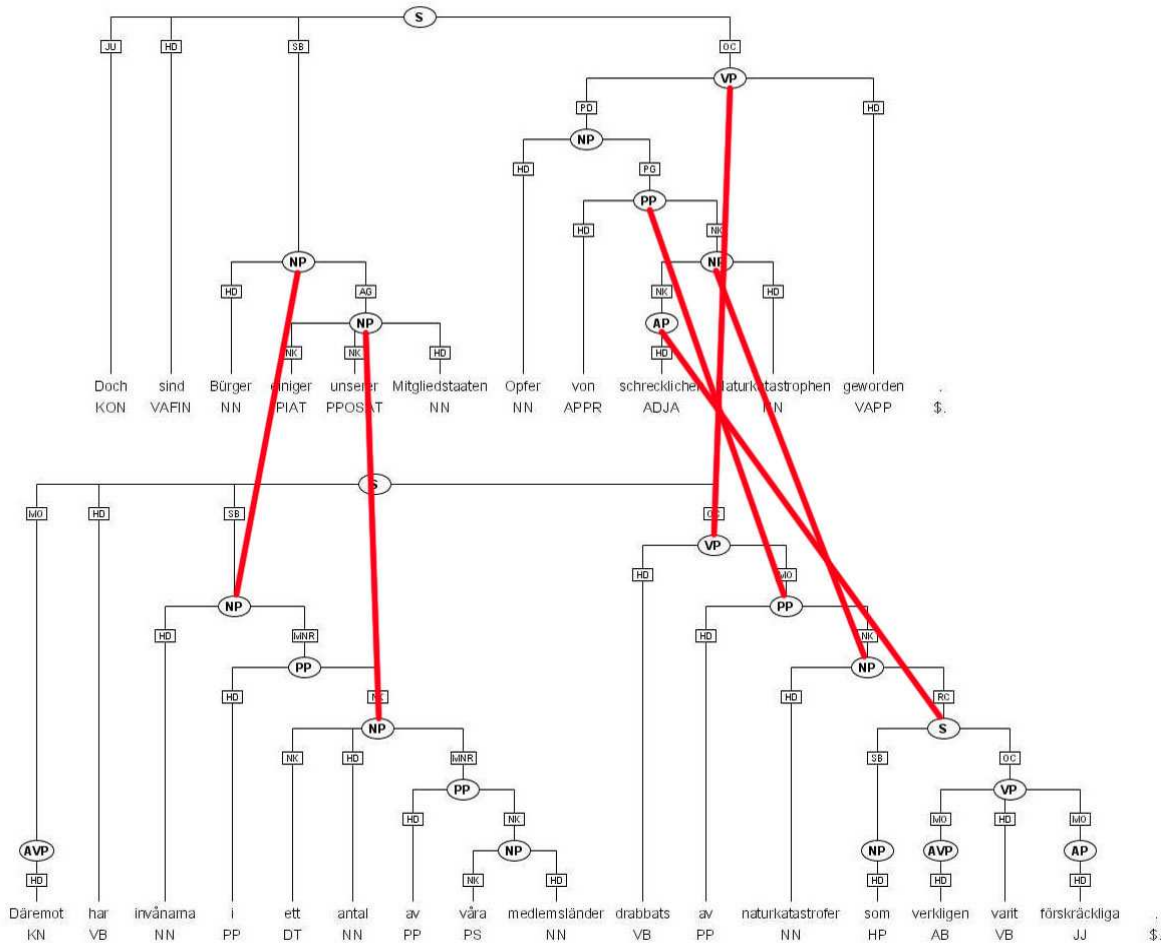 S
JU HD SB OC
VP
PD HD
NP
HD PG
PP
HD NK
NP NP
HD AG NK HD
NP AP
NK NK HD HD
Doch sind Bürger einiger unserer Mitgliedstaaten Opfer von schrecklicher Naturkatastrophen geworden .
KON VAFIN NN PIAT PPOSAT NN NN APPR ADJA NN VAPP $.
S
MO HD SB OC
VP
HD MO
NP PP
HD MNR HD NK
PP NP
HD NK HD RC
NP S
NK HD MNR SB OC
PP VP
HD NK MO HD MO
AVP NP NP AVP AP
HD NK HD HD HD HD
Däremot har invånarna i ett antal av våra medlemsländer drabbats av naturkatastrofer som verkligen varit förskräckliga .
KN VB NN PP DT NN PP PS NN VB PP NN HP AB VB JJ $.